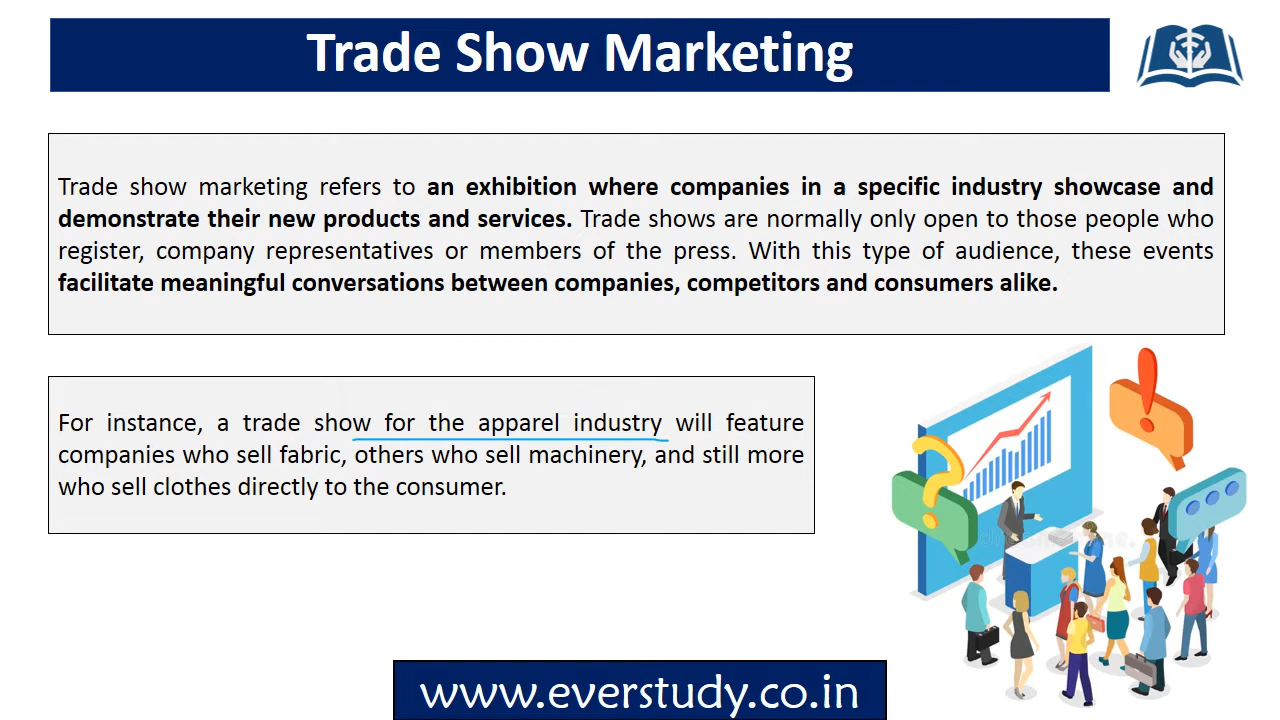 Trade Show Marketing
Trade show marketing refers to an exhibition where companies in a specific industry showcase and
demonstrate their new products and services. Trade shows are normally only open to those people who
register, company representatives or members of the press. With this type of audience, these events
facilitate meaningful conversations between companies, competitors and consumers alike.
For instance, a trade show for the apparel industry will feature
companies who sell fabric, others who sell machinery, and still more
who sell clothes directly to the consumer.
www.everstudy.co.in